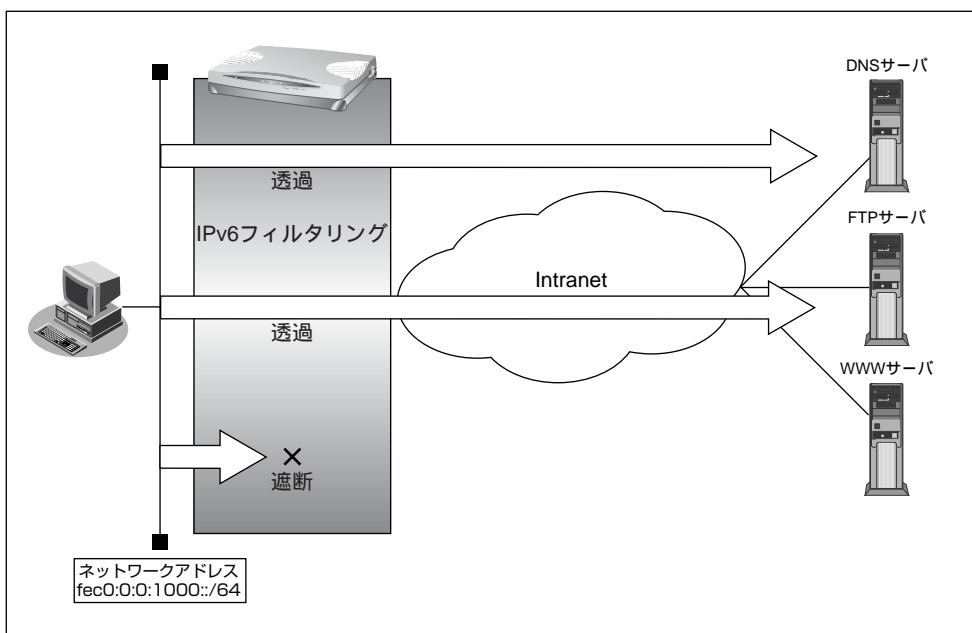 DNSサーバ
透過
FTPサーバ
IPv6フィルタリング
Intranet
透過
WWWサーバ
×
遮断
ネットワークアドレス
fec0:0:0:1000::/64